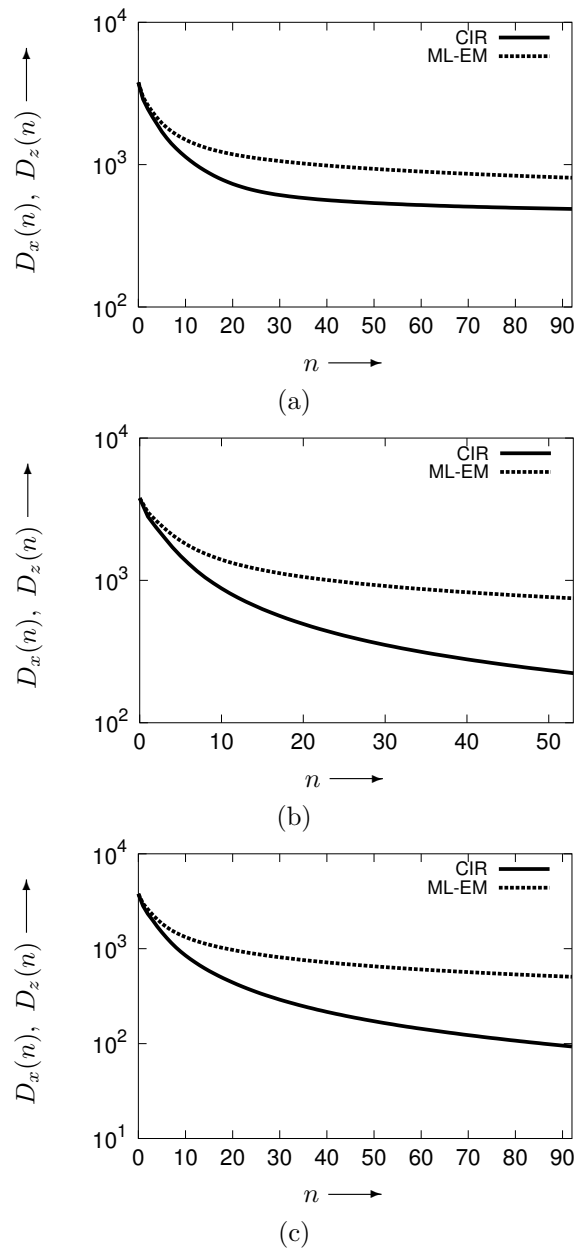 10^4
CIR
ML-EM
D_x(n), D_z(n) ⟶
10^3
10^2
0 10 20 30 40 50 60 70 80 90
n ⟶
(a)
10^4
CIR
ML-EM
D_x(n), D_z(n) ⟶
10^3
10^2
0 10 20 30 40 50
n ⟶
(b)
10^4
CIR
ML-EM
10^3
D_x(n), D_z(n) ⟶
10^2
10^1
0 10 20 30 40 50 60 70 80 90
n ⟶
(c)